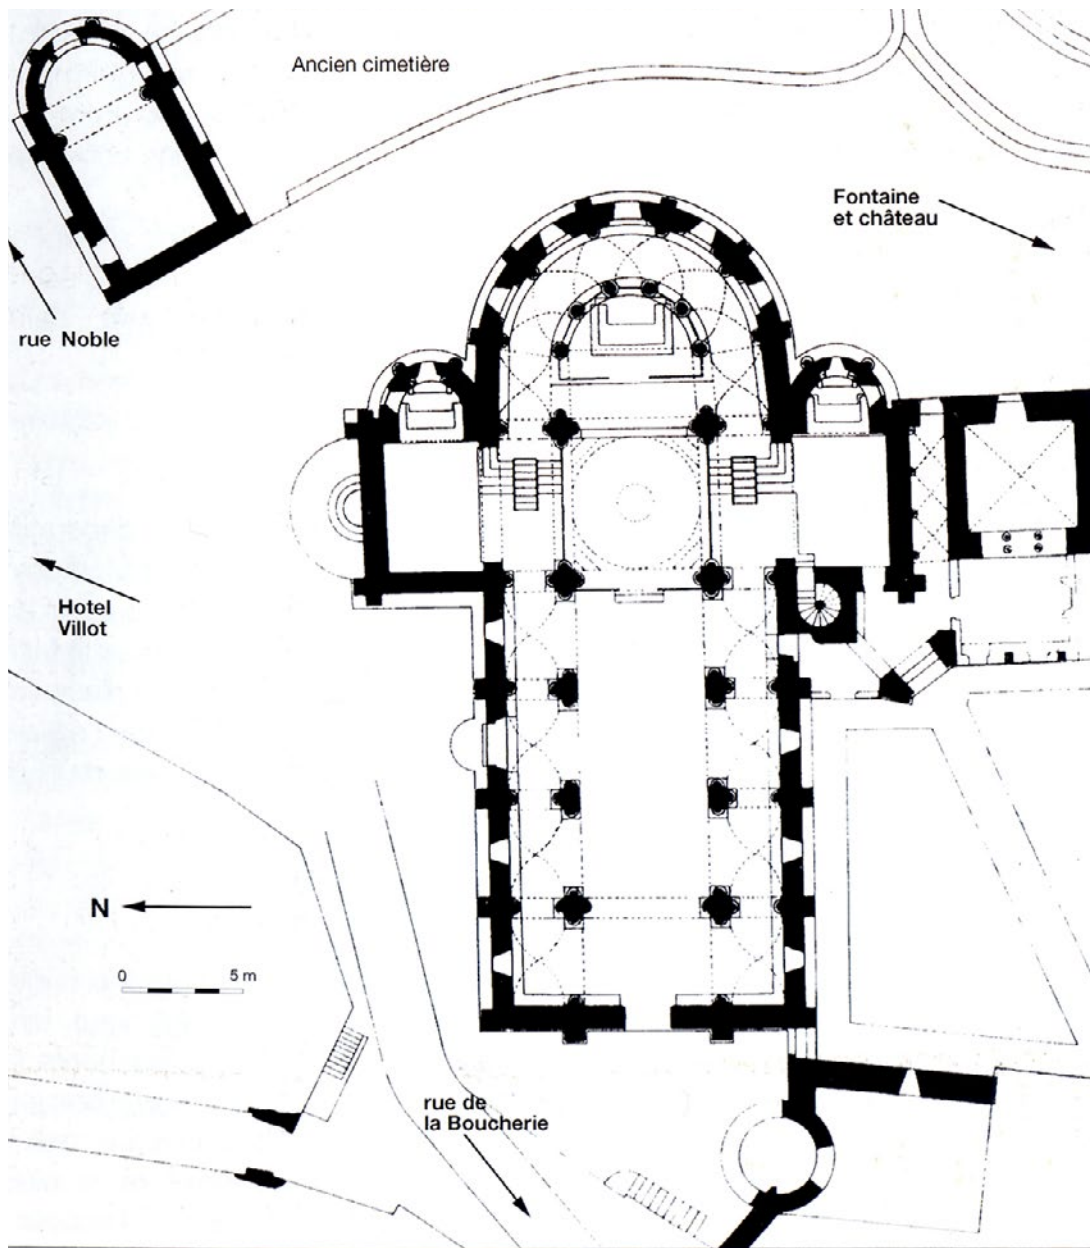 Ancien cimetière
Fontaine
et château
rue Noble
Hotel
Villot
N
0 5 m
rue de
la Boucherie